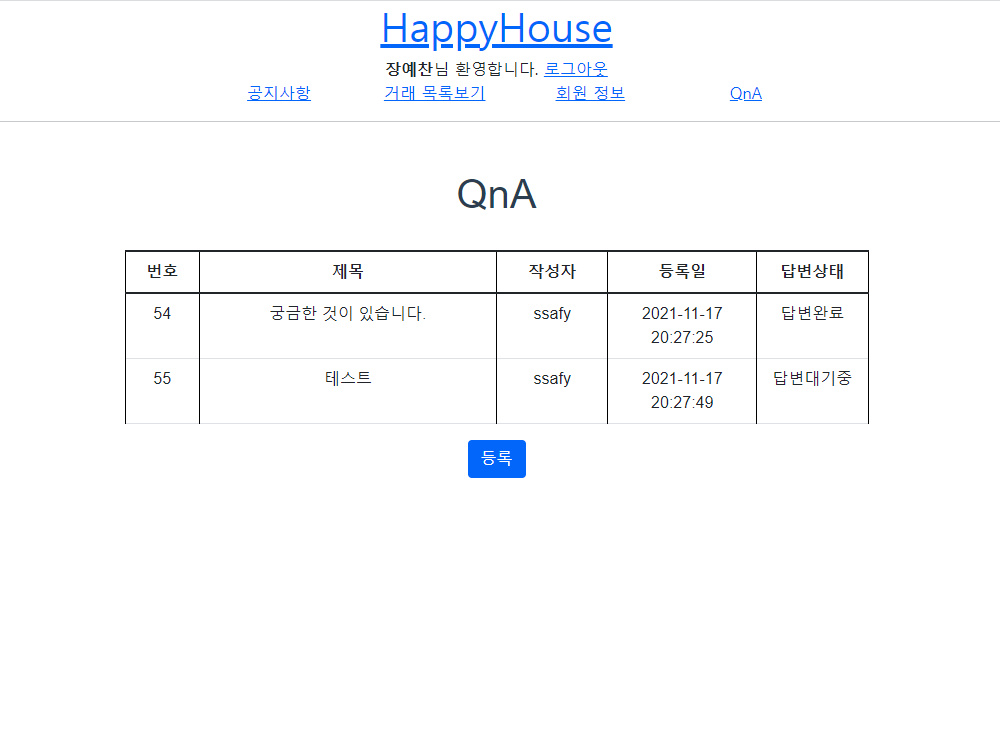 HappyHouse
장예찬님 환영합니다. 로그아웃
공지사항 거래 목록보기 회원 정보 QnA
QnA
번호 제목 작성자 등록일 답변상태
54 궁금한 것이 있습니다. ssafy 2021-11-17 답변완료
20:27:25
55 테스트 ssafy 2021-11-17 답변대기중
20:27:49
등록